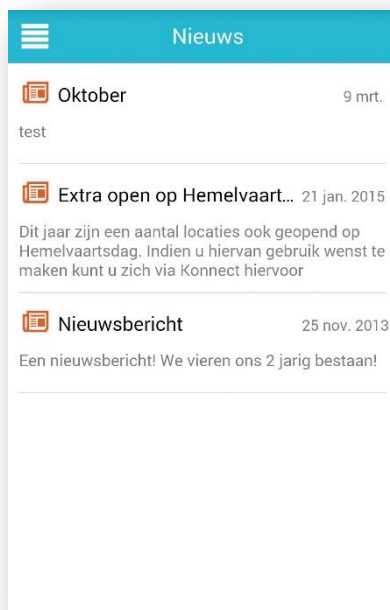 Nieuws
Oktober 9 mrt.
test
Extra open op Hemelvaart... 21 jan. 2015
Dit jaar zijn een aantal locaties ook geopend op
Hemelvaartsdag. Indien u hiervan gebruik wenst te
maken kunt u zich via Konnect hiervoor
Nieuwsbericht 25 nov. 2013
Een nieuwsbericht! We vieren ons 2 jarig bestaan!